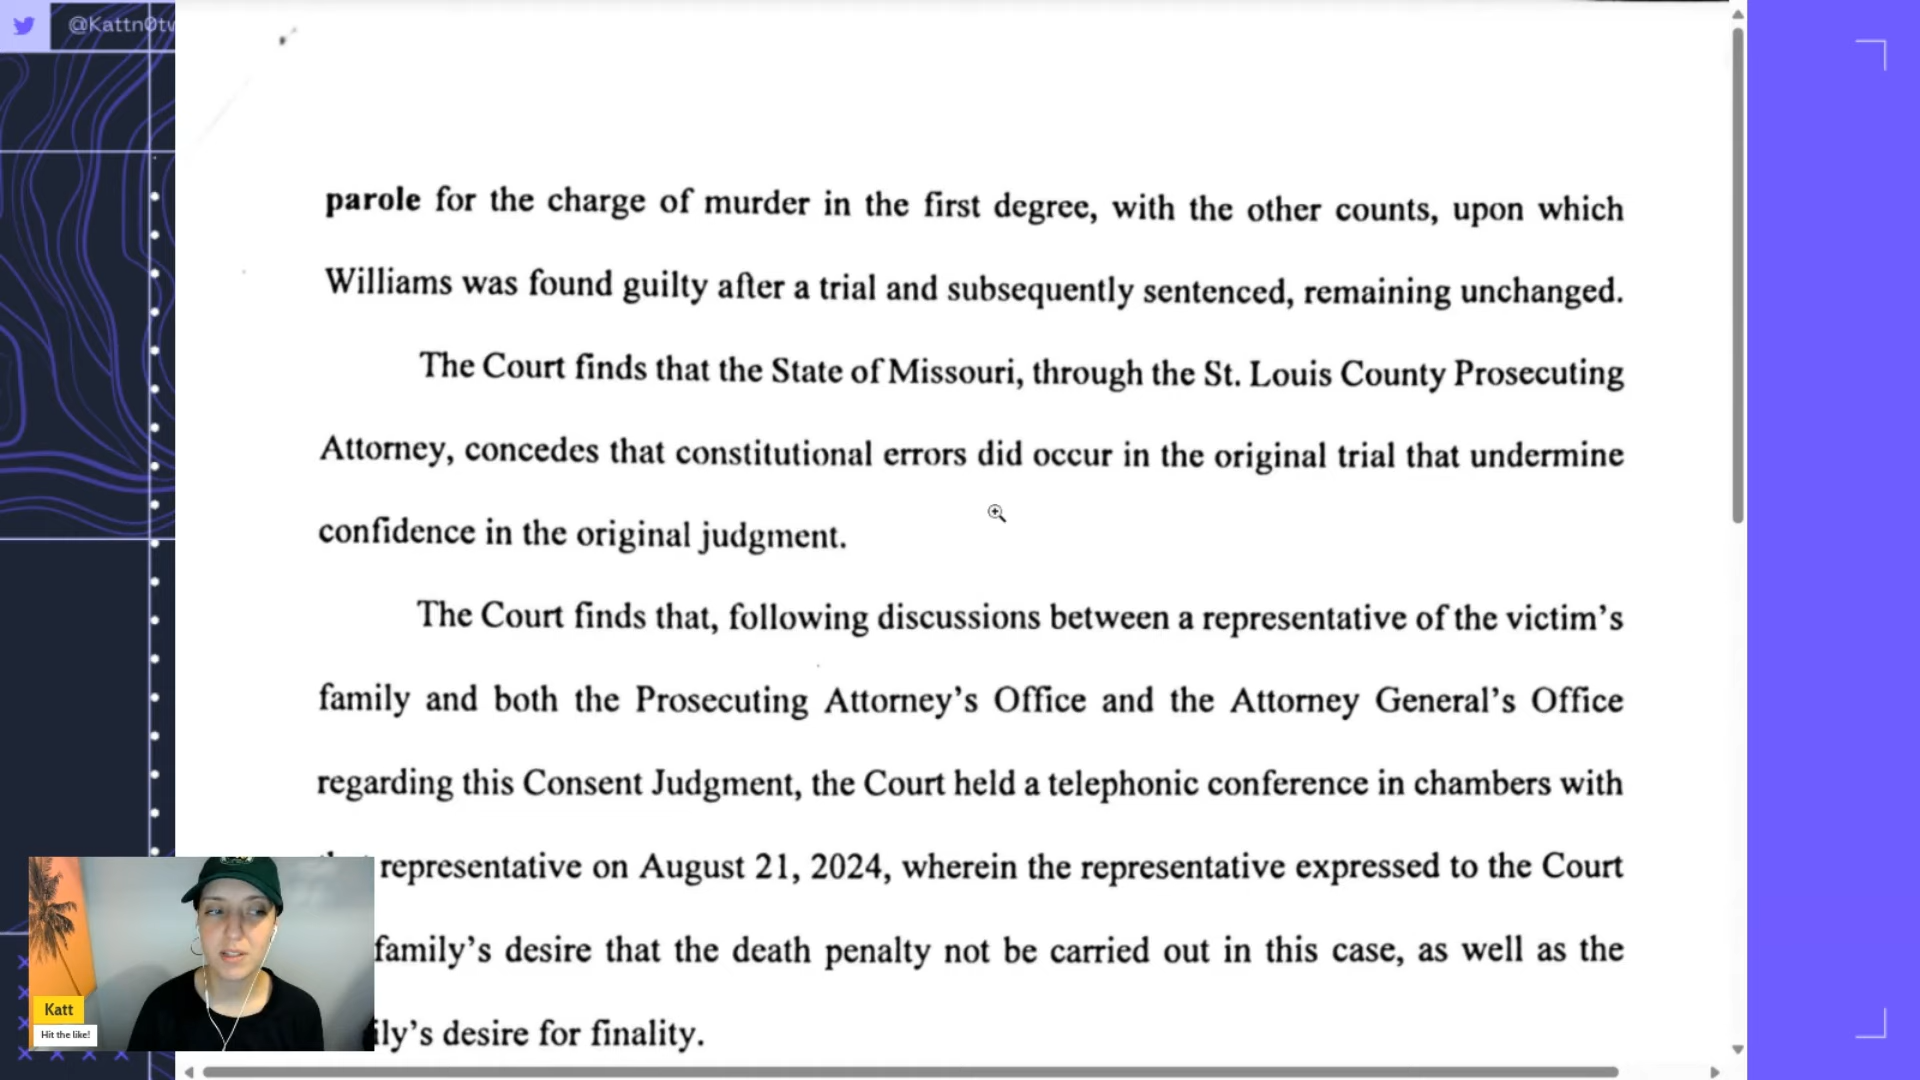 @Kattn0tv
parole for the charge of murder in the first degree, with the other counts, upon which
Williams was found guilty after a trial and subsequently sentenced, remaining unchanged.
The Court finds that the State of Missouri, through the St. Louis County Prosecuting
Attorney, concedes that constitutional errors did occur in the original trial that undermine
confidence in the original judgment.
The Court finds that, following discussions between a representative of the victim’s
family and both the Prosecuting Attorney’s Office and the Attorney General’s Office
regarding this Consent Judgment, the Court held a telephonic conference in chambers with
representative on August 21, 2024, wherein the representative expressed to the Court
family’s desire that the death penalty not be carried out in this case, as well as the
ily’s desire for finality.
Katt
Hit the like!